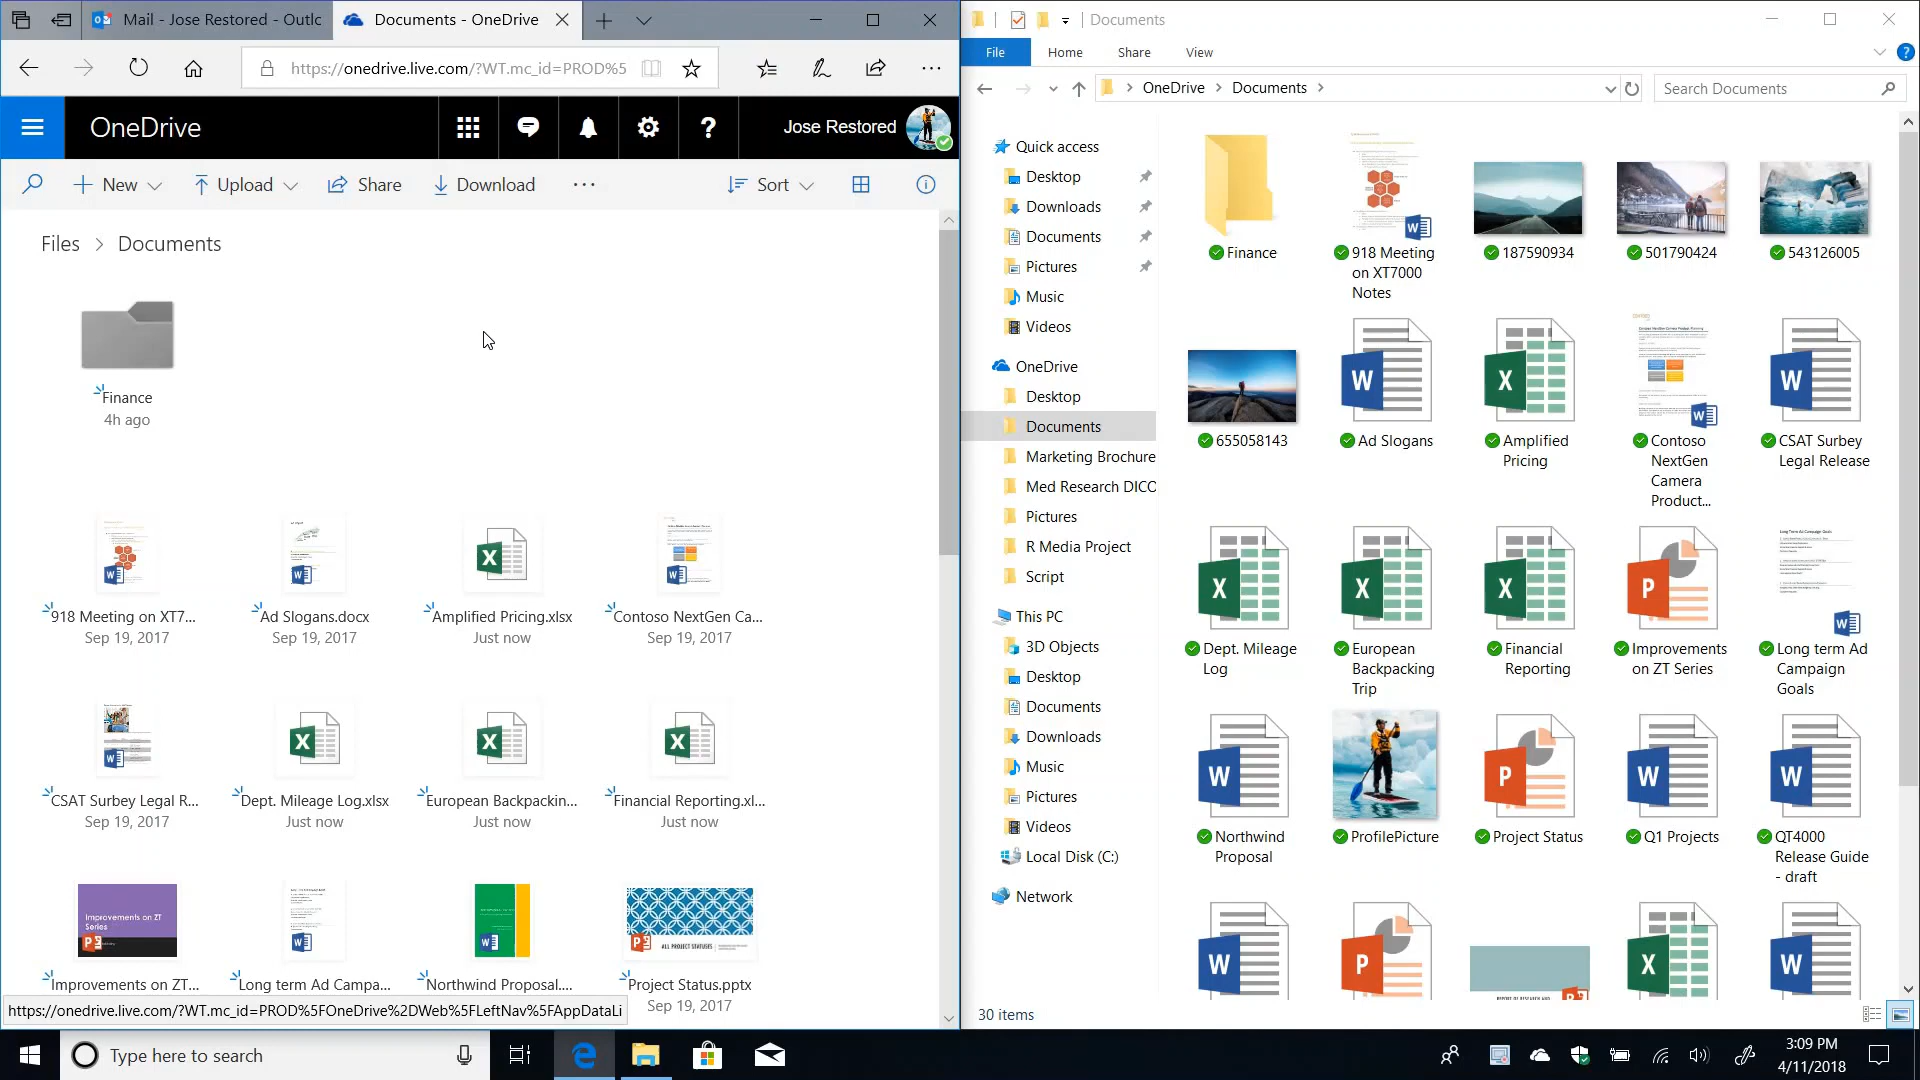 Mail - Jose Restored - Outlc
Documents - OneDrive
https://onedrive.live.com/?WT.mc_id=PROD%5
OneDrive
Jose Restored
New
Upload
Share
Download
Sort
Files > Documents
Finance
4h ago
918 Meeting on XT7...
Sep 19, 2017
Ad Slogans.docx
Sep 19, 2017
Amplified Pricing.xlsx
Just now
Contoso NextGen Ca...
Sep 19, 2017
CSAT Surbey Legal R...
Sep 19, 2017
Dept. Mileage Log.xlsx
Just now
European Backpackin...
Just now
Financial Reporting.xl...
Just now
Improvements on ZT
Series
Improvements on ZT...
Long term Ad Campa...
Northwind Proposal....
ALL PROJECT STATUSES
Project Status.pptx
Sep 19, 2017
https://onedrive.live.com/?WT.mc_id=PROD%5FOneDrive%2DWeb%5FLeftNav%5FAppDataLi
Documents
File
Home
Share
View
OneDrive > Documents >
Search Documents
Quick access
Desktop
Downloads
Documents
Pictures
Music
Videos
OneDrive
Desktop
Documents
Marketing Brochure
Med Research DICO
Pictures
R Media Project
Script
This PC
3D Objects
Desktop
Documents
Downloads
Music
Pictures
Videos
Local Disk (C:)
Network
Finance
918 Meeting
on XT7000
Notes
187590934
501790424
543126005
655058143
Ad Slogans
Amplified
Pricing
Contoso
NextGen
Camera
Product...
CSAT Surbey
Legal Release
Dept. Mileage
Log
European
Backpacking
Trip
Financial
Reporting
Improvements
on ZT Series
Long term Ad
Campaign
Goals
Northwind
Proposal
ProfilePicture
Project Status
Q1 Projects
QT4000
Release Guide
- draft
30 items
Type here to search
3:09 PM
4/11/2018